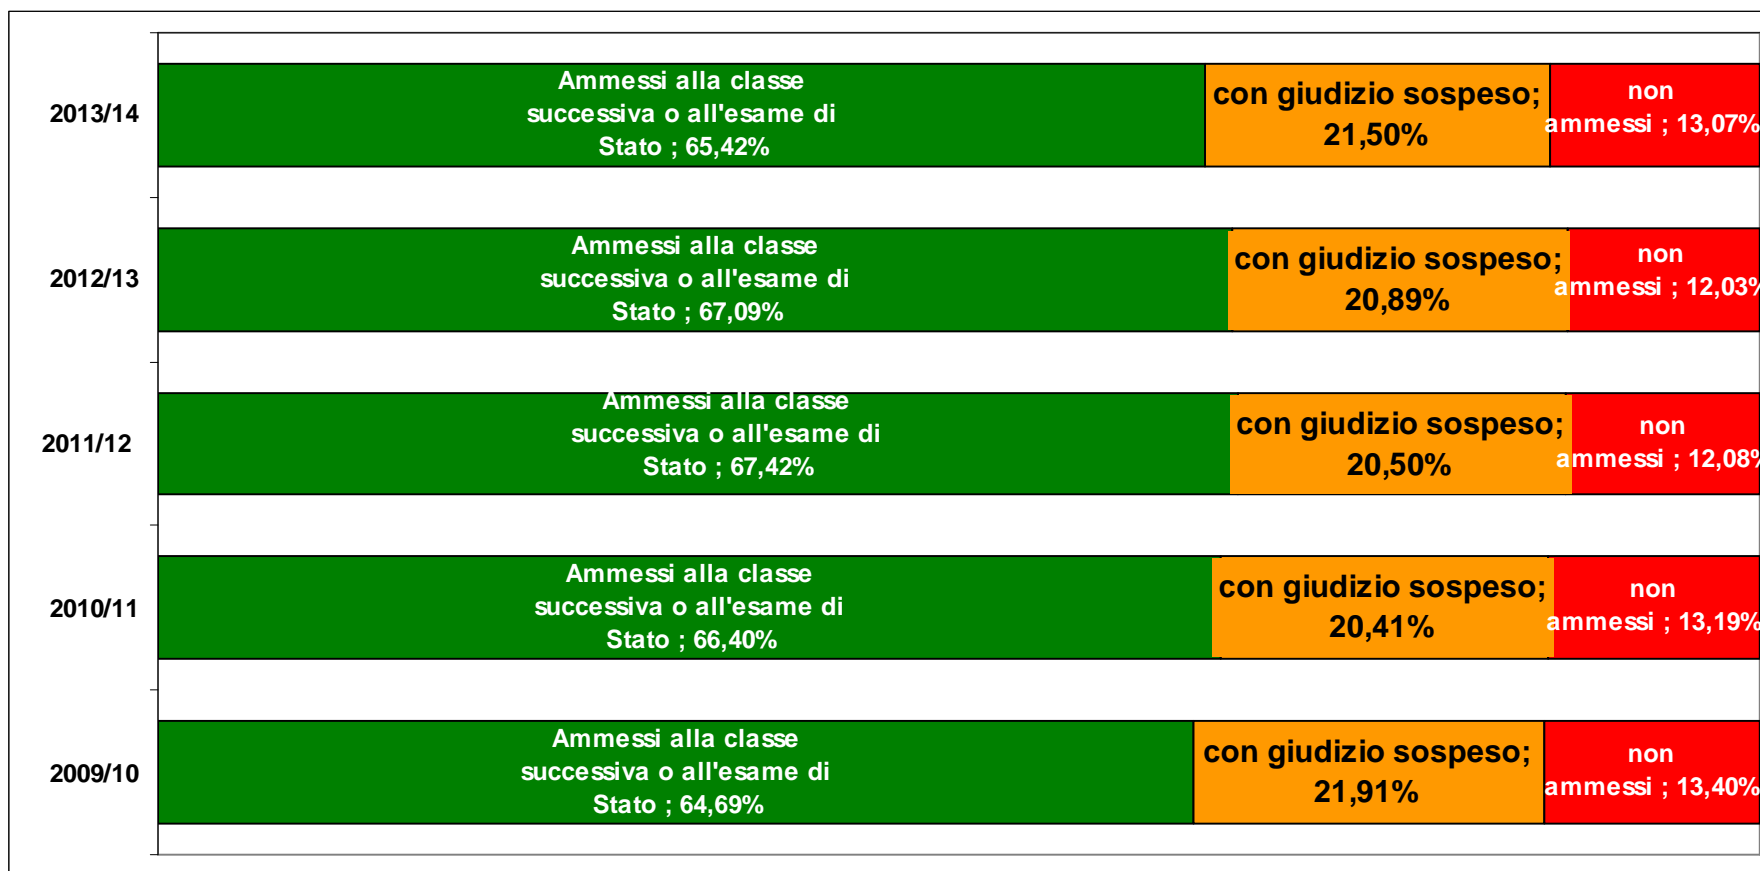 2013/14
Ammessi alla classe
successiva o all'esame di
Stato ; 65,42%
con giudizio sospeso;
21,50%
non
ammessi ; 13,07%
2012/13
Ammessi alla classe
successiva o all'esame di
Stato ; 67,09%
con giudizio sospeso;
20,89%
non
ammessi ; 12,03%
2011/12
Ammessi alla classe
successiva o all'esame di
Stato ; 67,42%
con giudizio sospeso;
20,50%
non
ammessi ; 12,08%
2010/11
Ammessi alla classe
successiva o all'esame di
Stato ; 66,40%
con giudizio sospeso;
20,41%
non
ammessi ; 13,19%
2009/10
Ammessi alla classe
successiva o all'esame di
Stato ; 64,69%
con giudizio sospeso;
21,91%
non
ammessi ; 13,40%